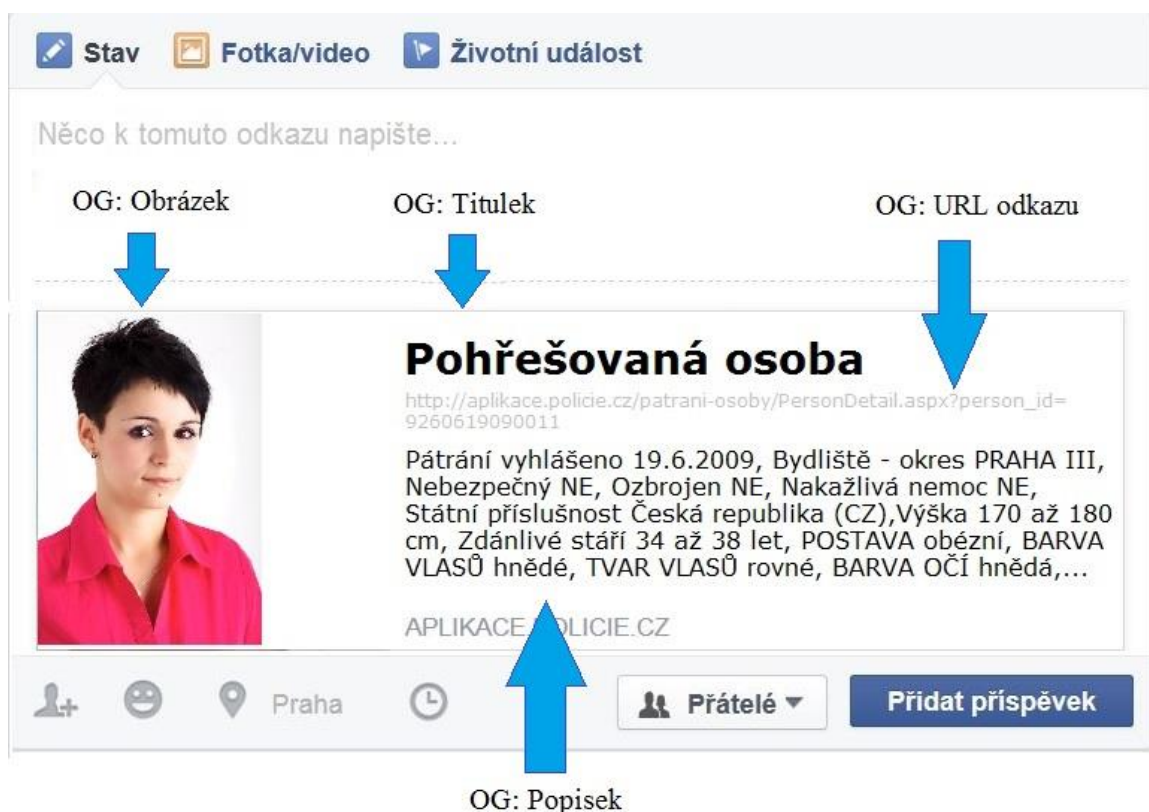 Stav Fotka/video Životní událost
Něco k tomuto odkazu napište...
OG: Obrázek OG: Titulek OG: URL odkazu
Pohřešovaná osoba
http://aplikace.policie.cz/patrani-osoby/PersonDetail.aspx?person_id=
9260619090011
Pátrání vyhlášeno 19.6.2009, Bydliště - okres PRAHA III,
Nebezpečný NE, Ozbrojen NE, Nakažlivá nemoc NE,
Státní příslušnost Česká republika (CZ),Výška 170 až 180
cm, Zdánlivé stáří 34 až 38 let, POSTAVA obézní, BARVA
VLASŮ hnědé, TVAR VLASŮ rovné, BARVA OČÍ hnědá,...
APLIKACE.POLICIE.CZ
Praha Přátelé Přidat příspěvek
OG: Popisek